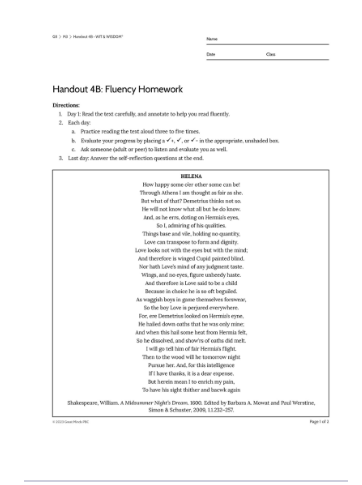 G8 | M2 | Handout 4B • WIT & WISDOM®
Name
Date Class
Handout 4B: Fluency Homework
Directions:
1. Day 1: Read the text carefully, and annotate to help you read fluently.
2. Each day:
a. Practice reading the text aloud three to five times.
b. Evaluate your progress by placing a ✓+, ✓, or ✓- in the appropriate, unshaded box.
c. Ask someone (adult or peer) to listen and evaluate you as well.
3. Last day: Answer the self-reflection questions at the end.
HELENA
How happy some o'er other some can be!
Through Athens I am thought as fair as she.
But what of that? Demetrius thinks not so.
He will not know what all but he do know.
And, as he errs, doting on Hermia's eyes,
So I, admiring of his qualities.
Things base and vile, holding no quantity,
Love can transpose to form and dignity.
Love looks not with the eyes but with the mind;
And therefore is winged Cupid painted blind.
Nor hath Love's mind of any judgment taste.
Wings, and no eyes, figure unheedy haste.
And therefore is Love said to be a child
Because in choice he is so oft beguiled.
As waggish boys in game themselves forswear,
So the boy Love is perjured everywhere.
For, ere Demetrius looked on Hermia's eyne,
He hailed down oaths that he was only mine;
And when this hail some heat from Hermia felt,
So he dissolved, and show'rs of oaths did melt.
I will go tell him of fair Hermia's flight.
Then to the wood will he tomorrow night
Pursue her. And, for this intelligence
If I have thanks, it is a dear expense.
But herein mean I to enrich my pain,
To have his sight thither and back again
Shakespeare, William. A Midsummer Night's Dream. 1600. Edited by Barbara A. Mowat and Paul Werstine,
Simon & Schuster, 2009, 1.1.232–257.
Page 1 of 2